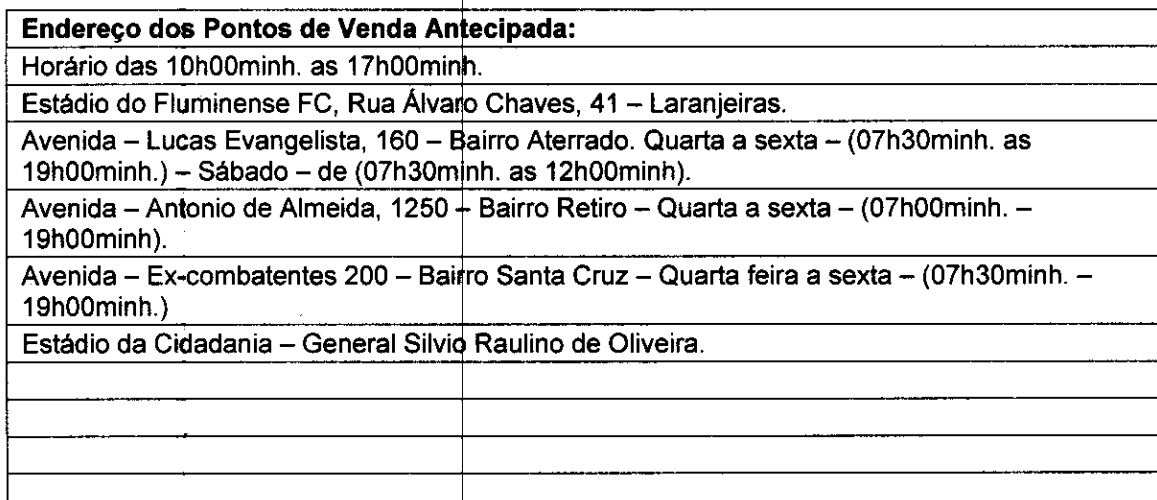 Endereço dos Pontos de Venda Antecipada:
Horário das 10h00minh. as 17h00minh.
Estádio do Fluminense FC, Rua Álvaro Chaves, 41 – Laranjeiras.
Avenida – Lucas Evangelista, 160 – Bairro Aterrado. Quarta a sexta – (07h30minh. as
19h00minh.) – Sábado – de (07h30minh. as 12h00minh).
Avenida – Antonio de Almeida, 1250 – Bairro Retiro – Quarta a sexta – (07h00minh. –
19h00minh).
Avenida – Ex-combatentes 200 – Bairro Santa Cruz – Quarta feira a sexta – (07h30minh. –
19h00minh.)
Estádio da Cidadania – General Silvio Raulino de Oliveira.